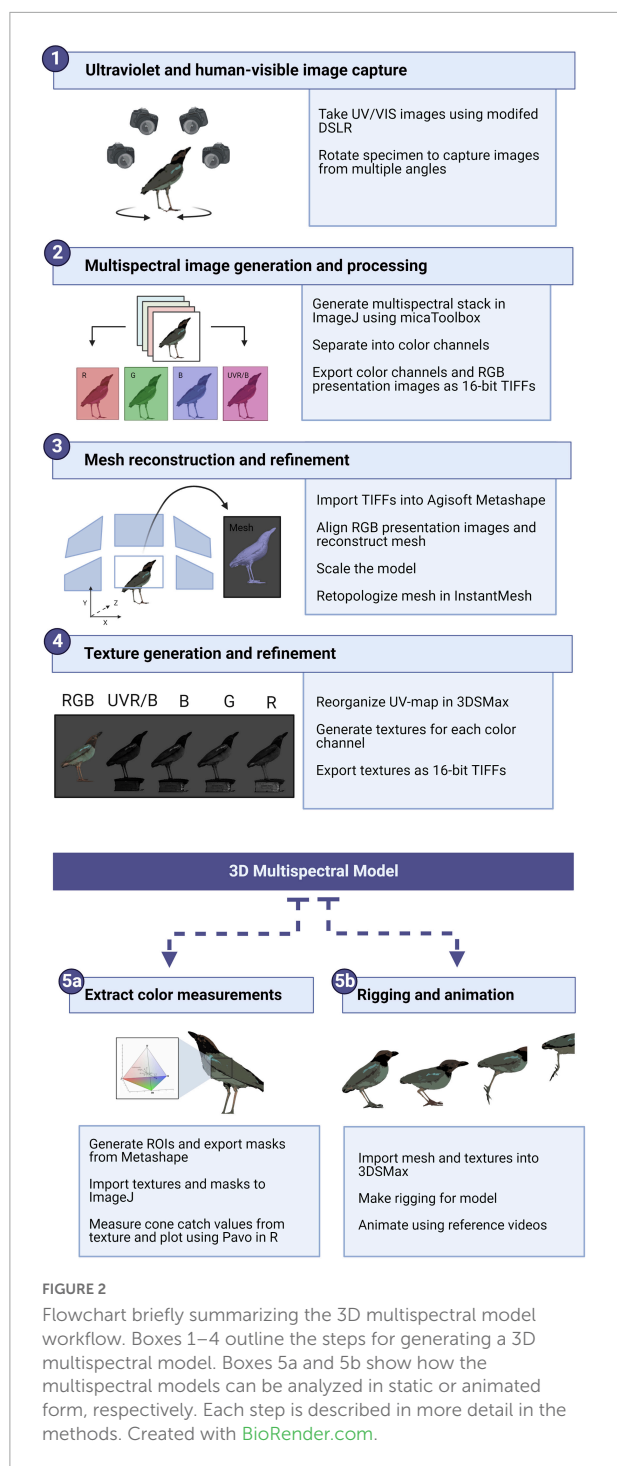 1
Ultraviolet and human-visible image capture
Take UV/VIS images using modifed
DSLR
Rotate specimen to capture images
from multiple angles
2
Multispectral image generation and processing
R
G
B
UVR/B
Generate multispectral stack in
ImageJ using micaToolbox
Separate into color channels
Export color channels and RGB
presentation images as 16-bit TIFFs
3
Mesh reconstruction and refinement
Mesh
Y
Z
X
Import TIFFs into Agisoft Metashape
Align RGB presentation images and
reconstruct mesh
Scale the model
Retopologize mesh in InstantMesh
4
Texture generation and refinement
RGB UVR/B B G R
Reorganize UV-map in 3DSMax
Generate textures for each color
channel
Export textures as 16-bit TIFFs
3D Multispectral Model
5a
Extract color measurements
Generate ROIs and export masks
from Metashape
Import textures and masks to
ImageJ
Measure cone catch values from
texture and plot using Pavo in R
5b
Rigging and animation
Import mesh and textures into
3DSMax
Make rigging for model
Animate using reference videos
FIGURE 2
Flowchart briefly summarizing the 3D multispectral model
workflow. Boxes 1–4 outline the steps for generating a 3D
multispectral model. Boxes 5a and 5b show how the
multispectral models can be analyzed in static or animated
form, respectively. Each step is described in more detail in the
methods. Created with BioRender.com.